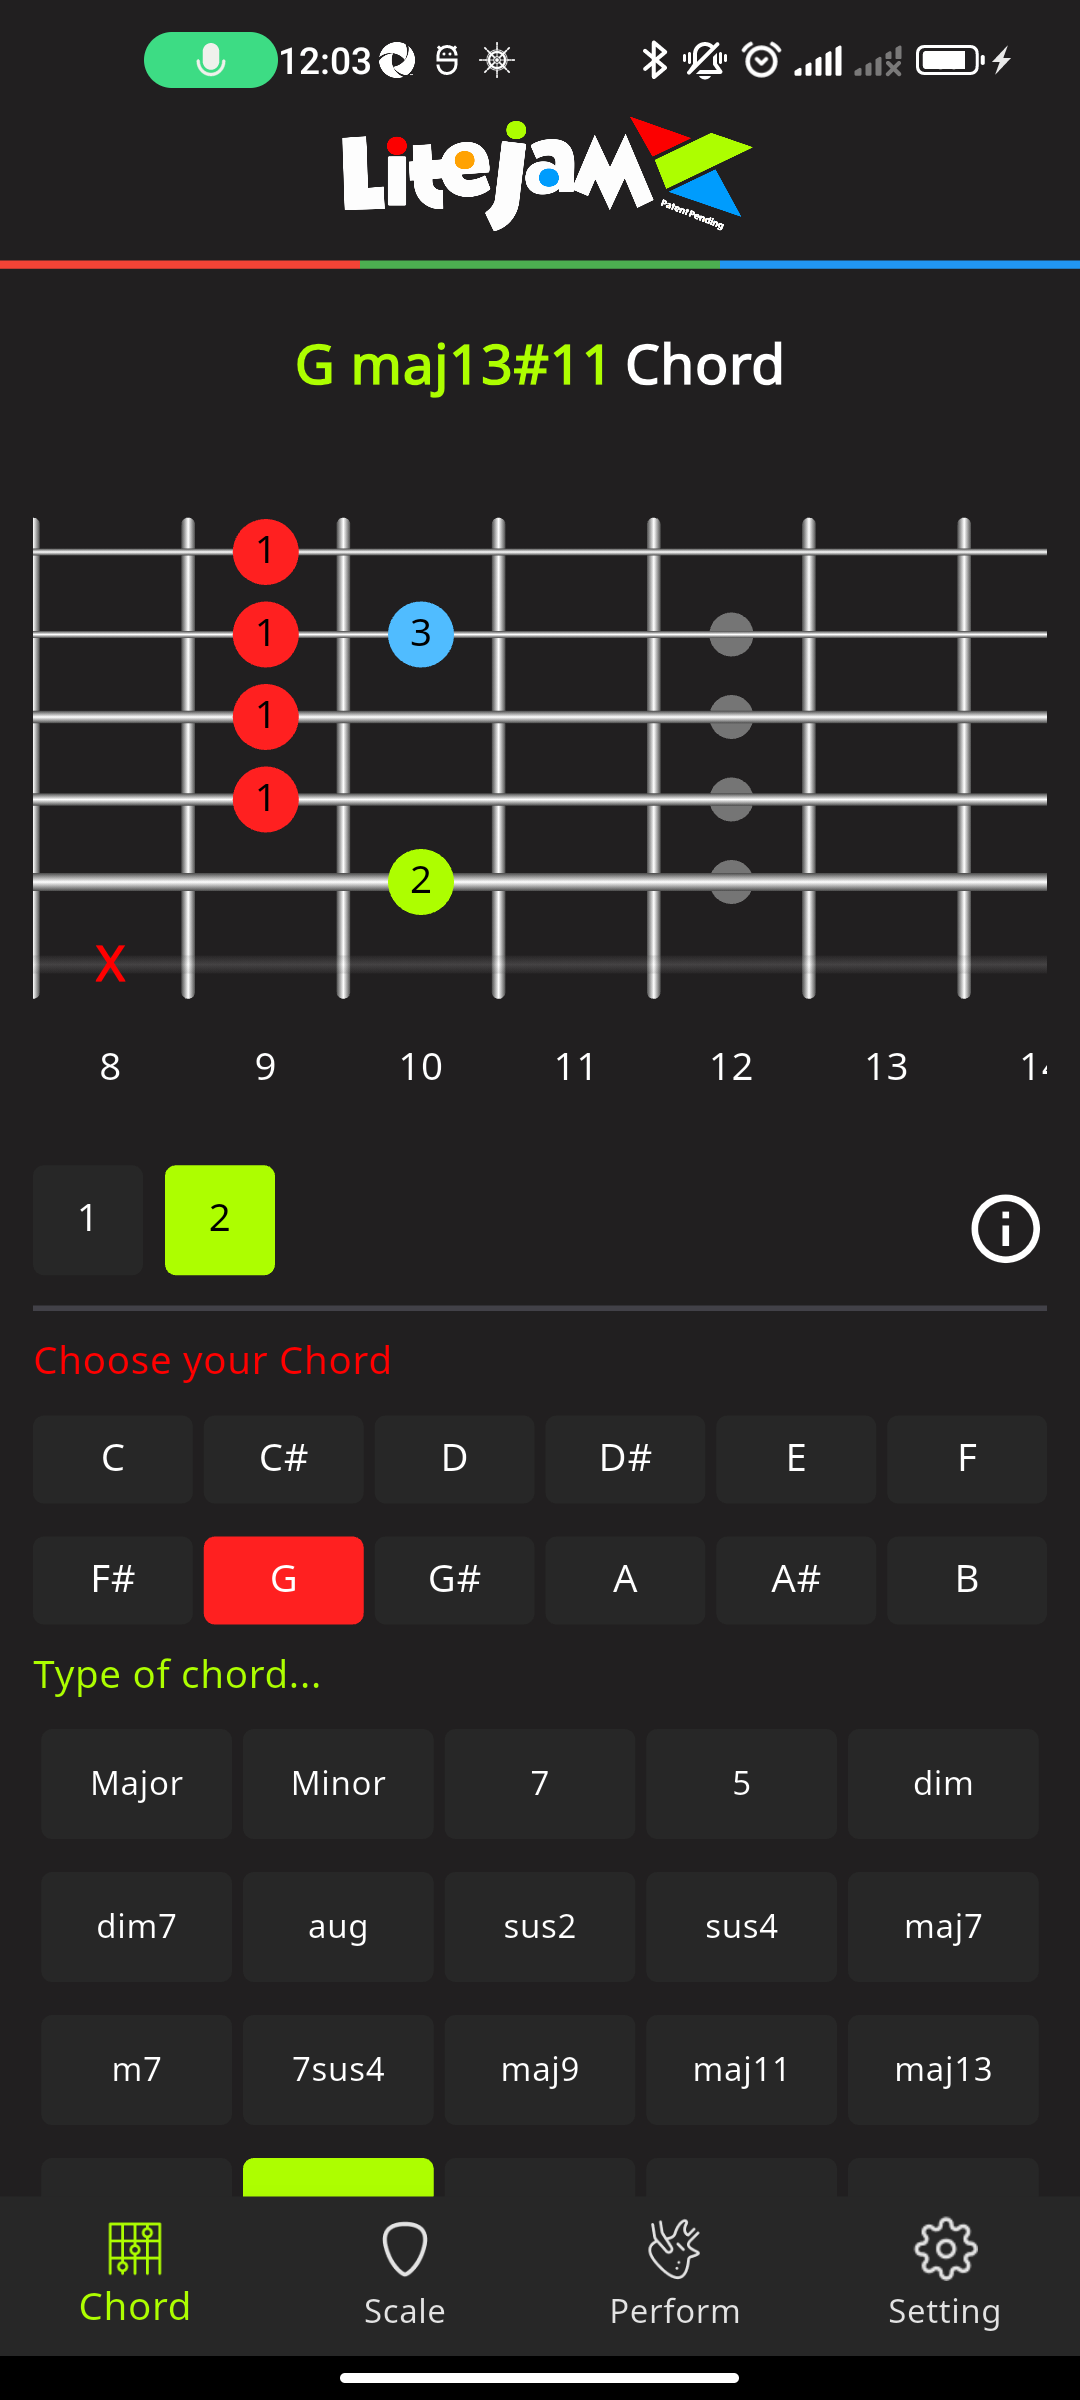 12:03
LiteJam
Patent Pending
G maj13#11 Chord
1
1 3
1
1
2
X
8 9 10 11 12 13 14
1 2
Choose your Chord
C C# D D# E F
F# G G# A A# B
Type of chord...
Major Minor 7 5 dim
dim7 aug sus2 sus4 maj7
m7 7sus4 maj9 maj11 maj13
Chord Scale Perform Setting